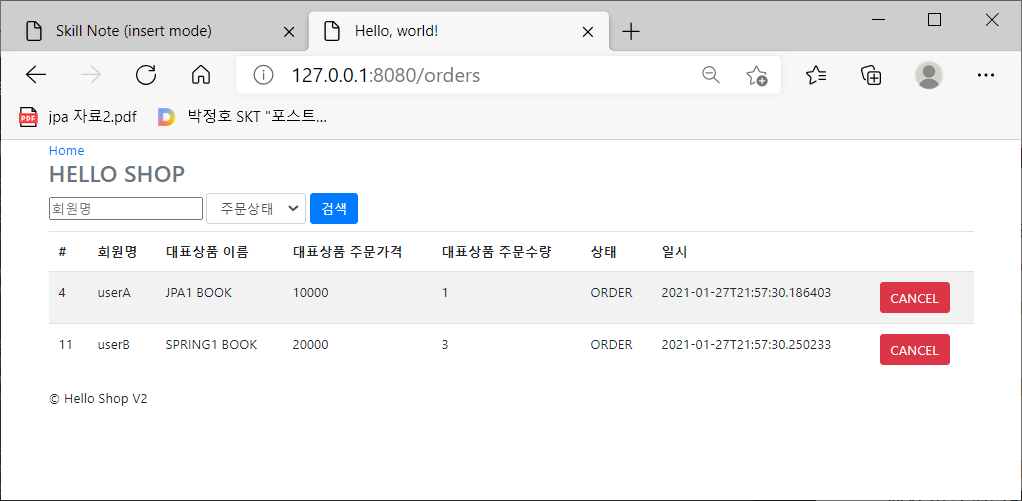 Skill Note (insert mode) Hello, world!
127.0.0.1:8080/orders
jpa 자료2.pdf 박정호 SKT "포스트...
Home
HELLO SHOP
회원명 주문상태 검색
# 회원명 대표상품 이름 대표상품 주문가격 대표상품 주문수량 상태 일시
4 userA JPA1 BOOK 10000 1 ORDER 2021-01-27T21:57:30.186403 CANCEL
11 userB SPRING1 BOOK 20000 3 ORDER 2021-01-27T21:57:30.250233 CANCEL
© Hello Shop V2